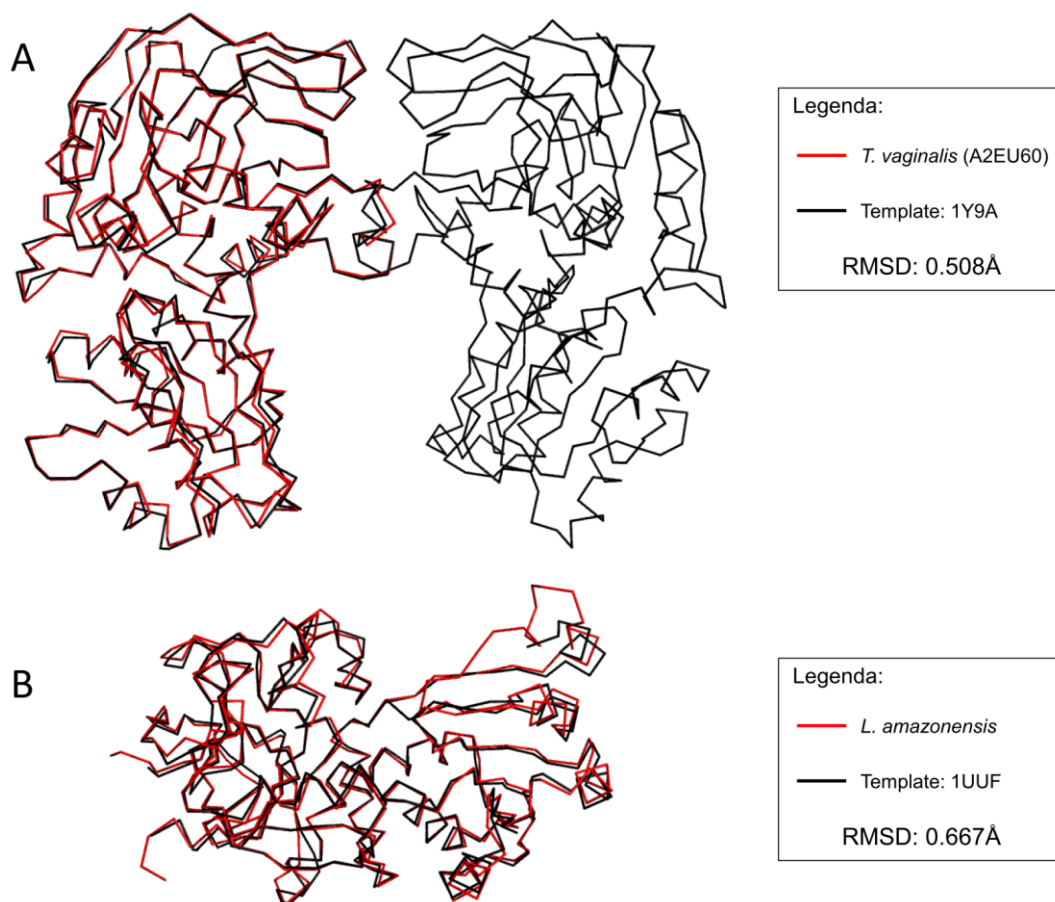 A
Legenda:
T. vaginalis (A2EU60)
Template: 1Y9A
RMSD: 0.508Å
B
Legenda:
L. amazonensis
Template: 1UUF
RMSD: 0.667Å